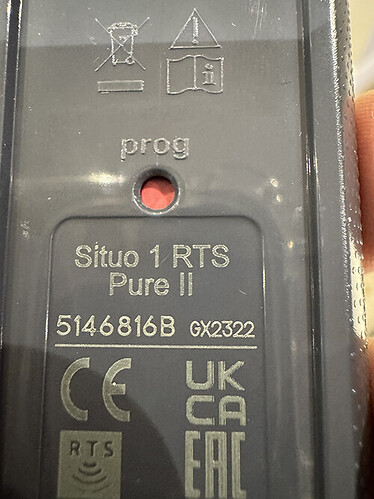 prog
Situo 1 RTS
Pure II
5146816B GX2322
CE
UK
CA
RTS
EAC